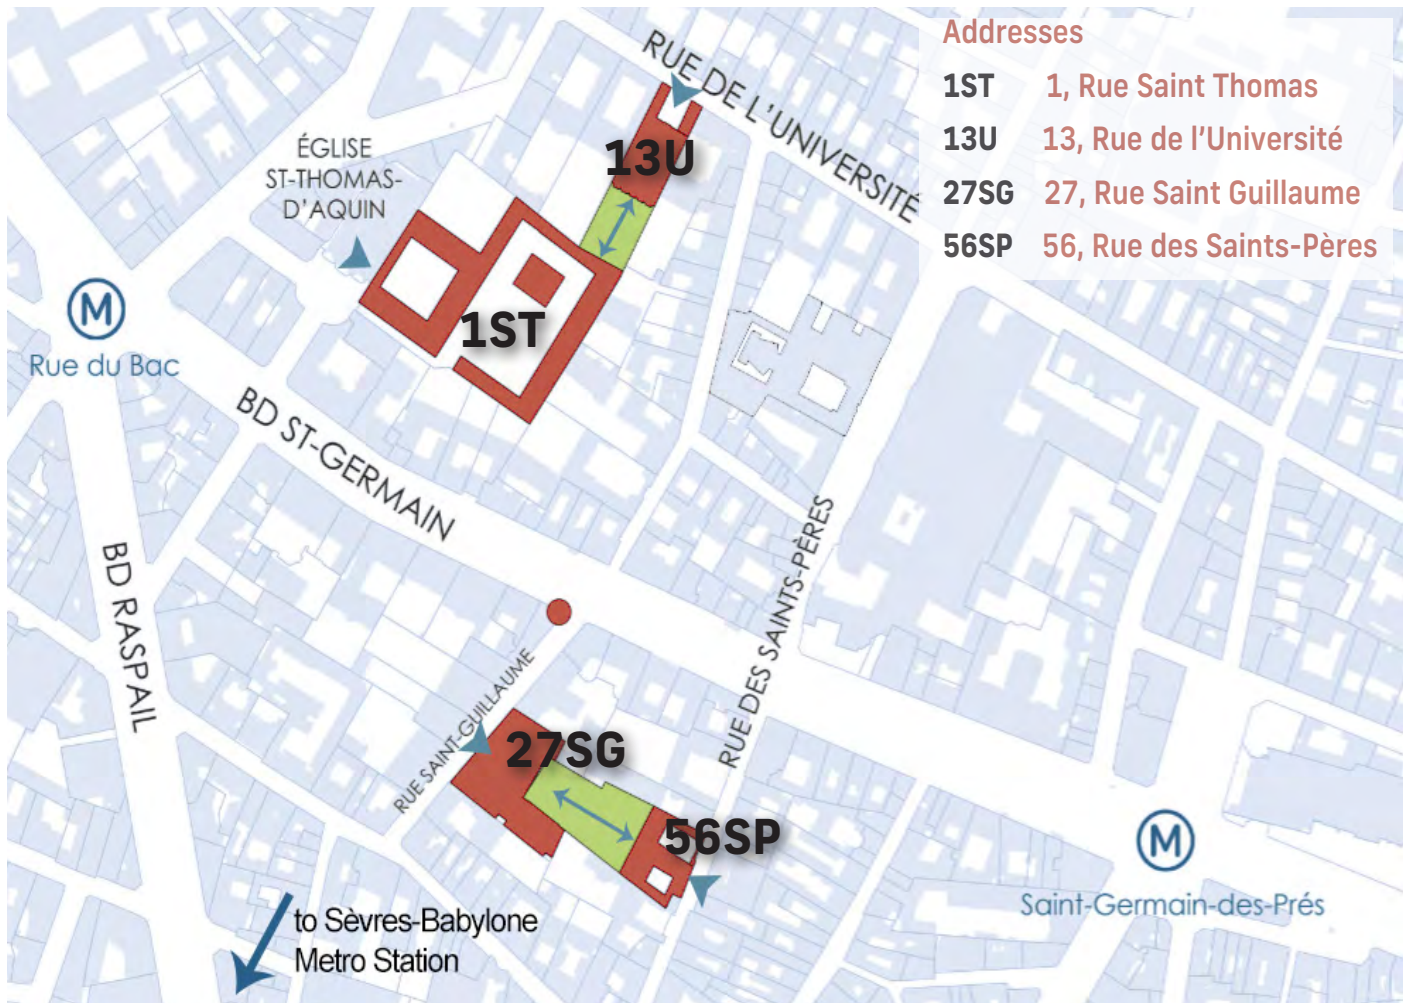 Addresses
1ST 1, Rue Saint Thomas
13U 13, Rue de l'Université
27SG 27, Rue Saint Guillaume
56SP 56, Rue des Saints-Pères
RUE DE L'UNIVERSITÉ
13U
ÉGLISE
ST-THOMAS-
D'AQUIN
1ST
M
Rue du Bac
BD ST-GERMAIN
BD RASPAIL
RUE DES SAINTS-PÈRES
RUE SAINT-GUILLAUME
27SG
56SP
M
Saint-Germain-des-Prés
to Sèvres-Babylone
Metro Station